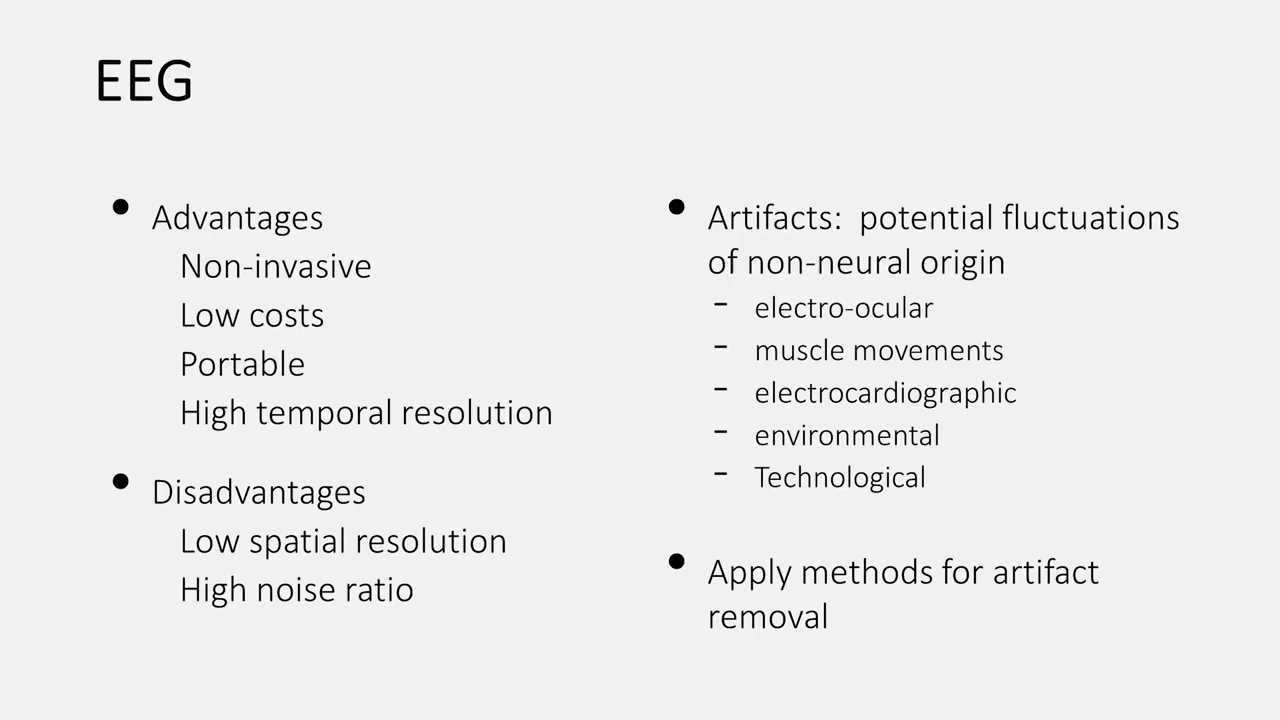 EEG
• Advantages
Non-invasive
Low costs
Portable
High temporal resolution
• Disadvantages
Low spatial resolution
High noise ratio
• Artifacts:  potential fluctuations
of non-neural origin
- electro-ocular
- muscle movements
- electrocardiographic
- environmental
- Technological
• Apply methods for artifact
removal